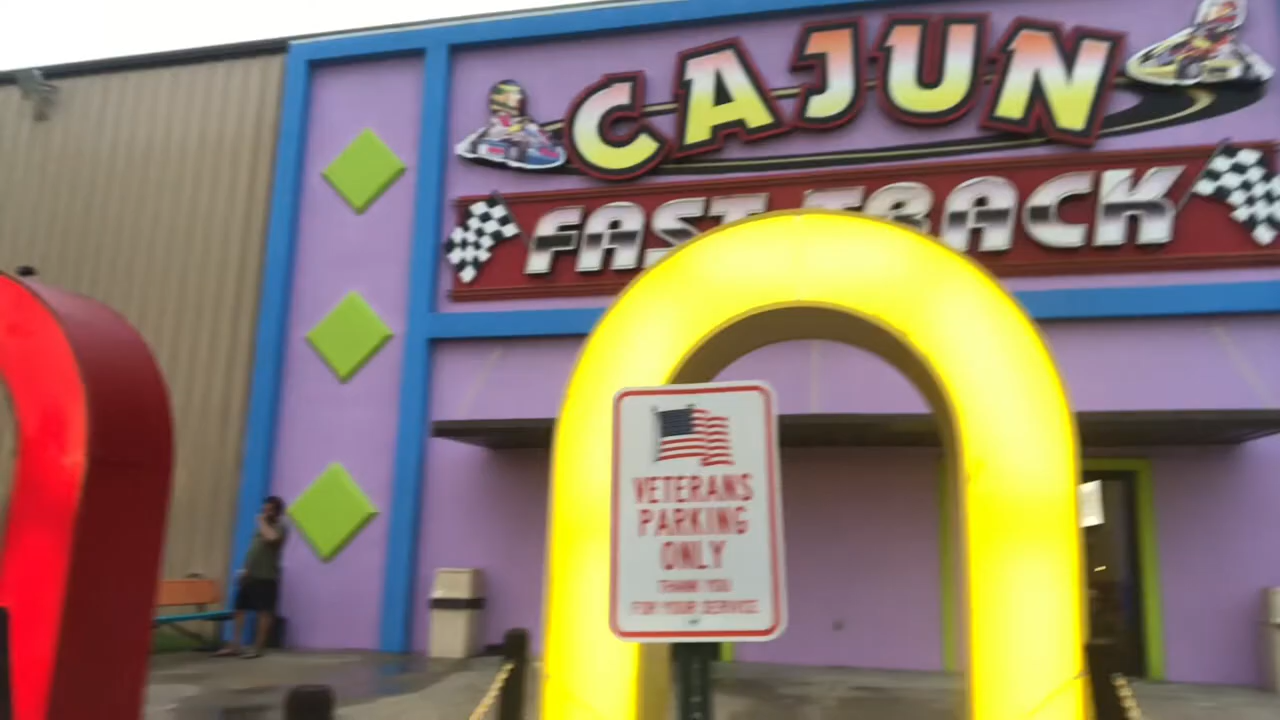 CAJUN
FAST TRACK
VETERANS
PARKING
ONLY
THANK YOU
FOR YOUR SERVICE